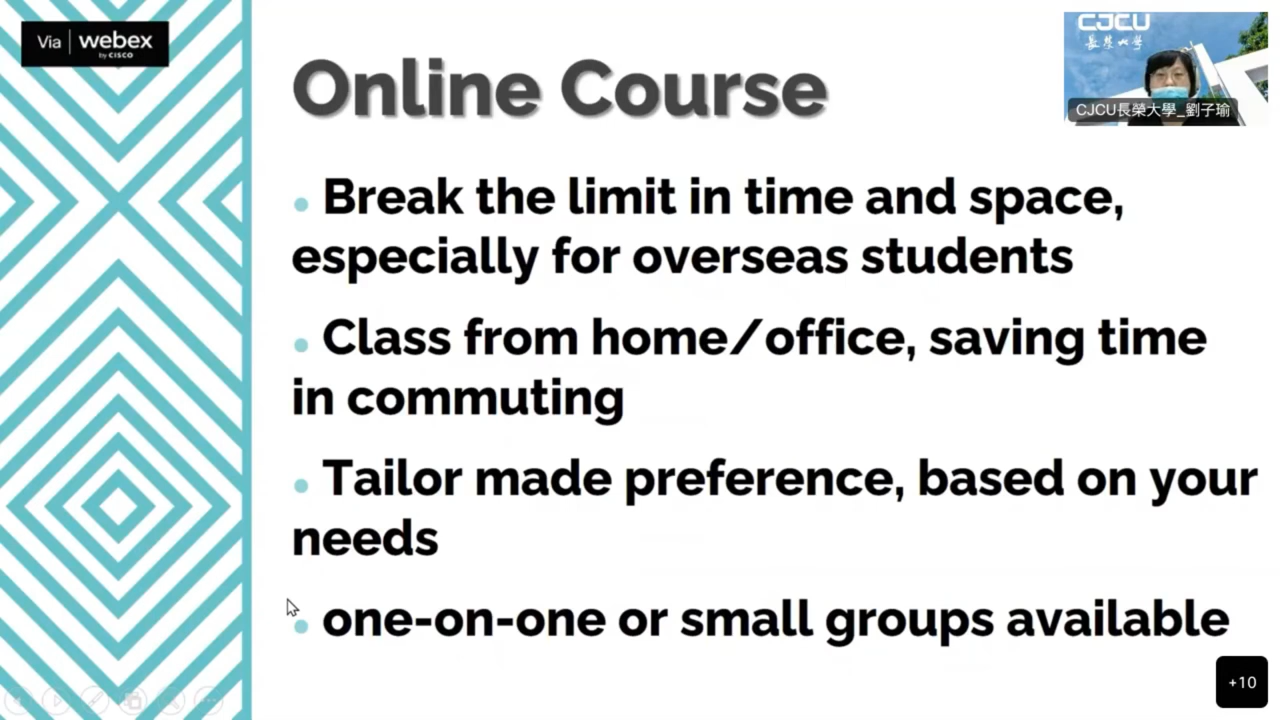 Via webex
by CISCO
CJCU
長榮大學
CJCU長榮大學_劉子瑜
Online Course
• Break the limit in time and space,
especially for overseas students
• Class from home/office, saving time
in commuting
• Tailor made preference, based on your
needs
• one-on-one or small groups available
+10